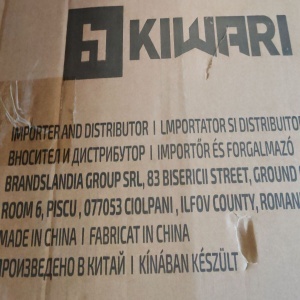 KIWARI
IMPORTER AND DISTRIBUTOR | LMPORTATOR SI DISTRIBUITO
ВНОСИТЕЛ И ДИСТРИБУТОР | IMPORTŐR ÉS FORGALMAZÓ
BRANDSLANDIA GROUP SRL, 83 BISERICII STREET, GROUND
ROOM 6, PISCU , 077053 CIOLPANI , ILFOV COUNTY, ROMAN
MADE IN CHINA | FABRICAT IN CHINA
ПРОИЗВЕДЕНО В КИТАЙ | KÍNÁBAN KÉSZÜLT